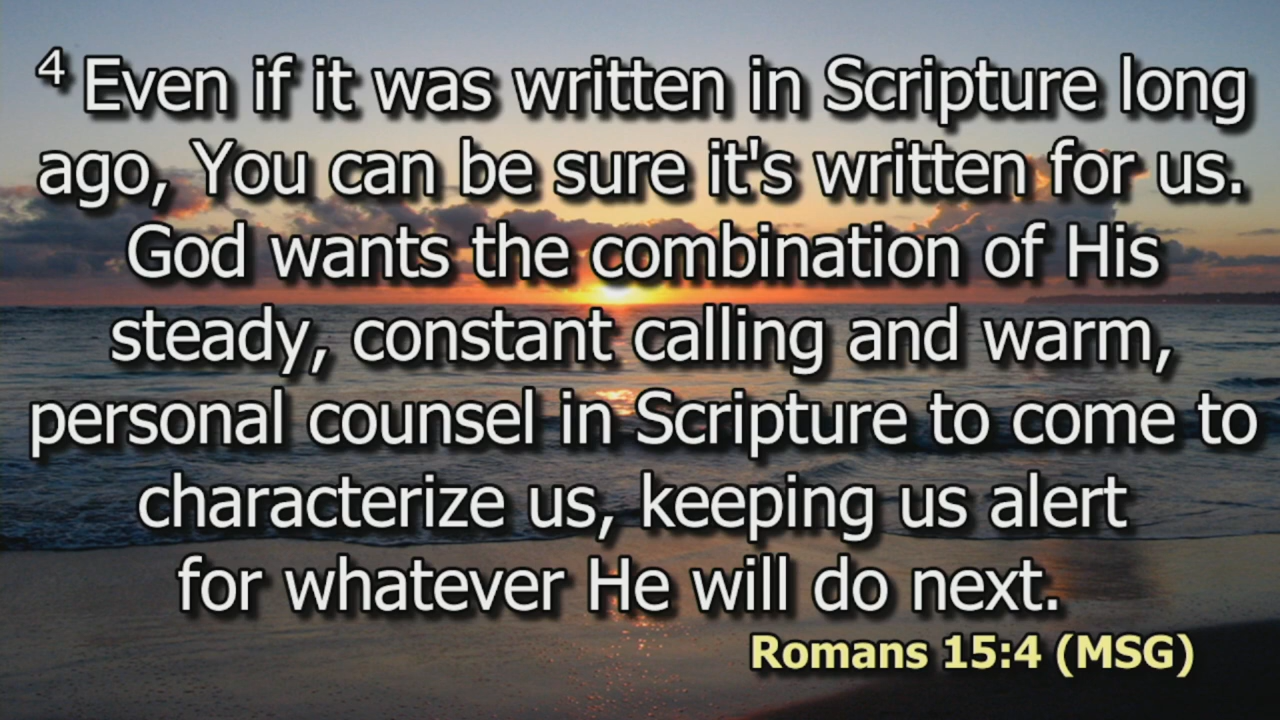 4 Even if it was written in Scripture long
ago, You can be sure it's written for us.
God wants the combination of His
steady, constant calling and warm,
personal counsel in Scripture to come to
characterize us, keeping us alert
for whatever He will do next.
Romans 15:4 (MSG)